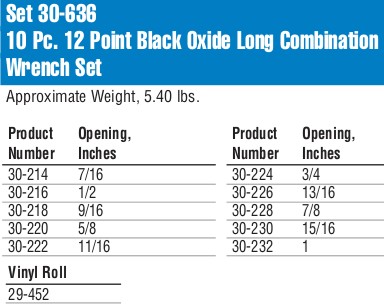 Set 30-636
10 Pc. 12 Point Black Oxide Long Combination
Wrench Set
Approximate Weight, 5.40 lbs.
Product Opening,
Number Inches
30-214 7/16
30-216 1/2
30-218 9/16
30-220 5/8
30-222 11/16
Vinyl Roll
29-452
Product Opening,
Number Inches
30-224 3/4
30-226 13/16
30-228 7/8
30-230 15/16
30-232 1